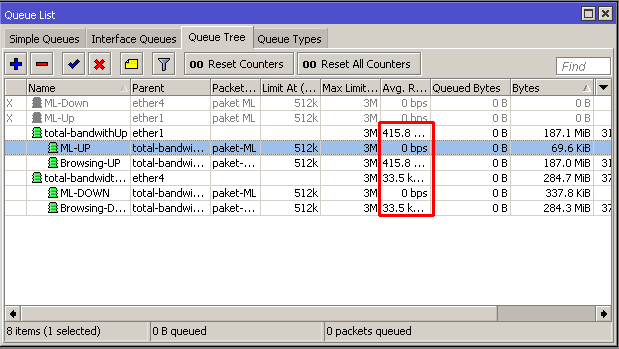 Queue List
Simple Queues Interface Queues Queue Tree Queue Types
00 Reset Counters 00 Reset All Counters Find
Name Parent Packet... Limit At (... Max Limit... Avg. R... Queued Bytes Bytes
X ML-Down ether4 paket ML 512k 3M 0 bps 0 B 0 B
X ML-Up ether1 paket ML 512k 3M 0 bps 0 B 0 B
total-bandwithUp ether1 3M 415.8 ... 0 B 187.1 MiB 31
ML-UP total-bandwi... paket-ML 512k 3M 0 bps 0 B 69.6 KiB
Browsing-UP total-bandwi... paket-... 512k 3M 415.8 ... 0 B 187.0 MiB 31
total-bandwidt... ether4 3M 33.5 k... 0 B 284.7 MiB 37
ML-DOWN total-bandwi... paket-ML 512k 3M 0 bps 0 B 337.8 KiB
Browsing-D... total-bandwi... paket-... 512k 3M 33.5 k... 0 B 284.3 MiB 37
8 items (1 selected) 0 B queued 0 packets queued